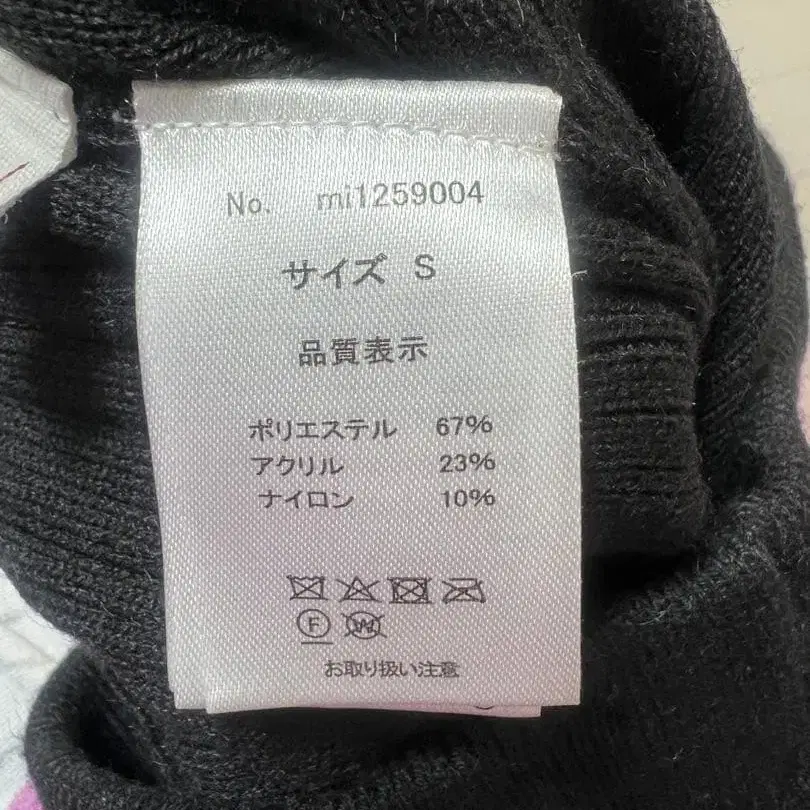 No. mi1259004
サイズ S
品質表示
ポリエステル 67%
アクリル 23%
ナイロン 10%
F W
お取り扱い注意